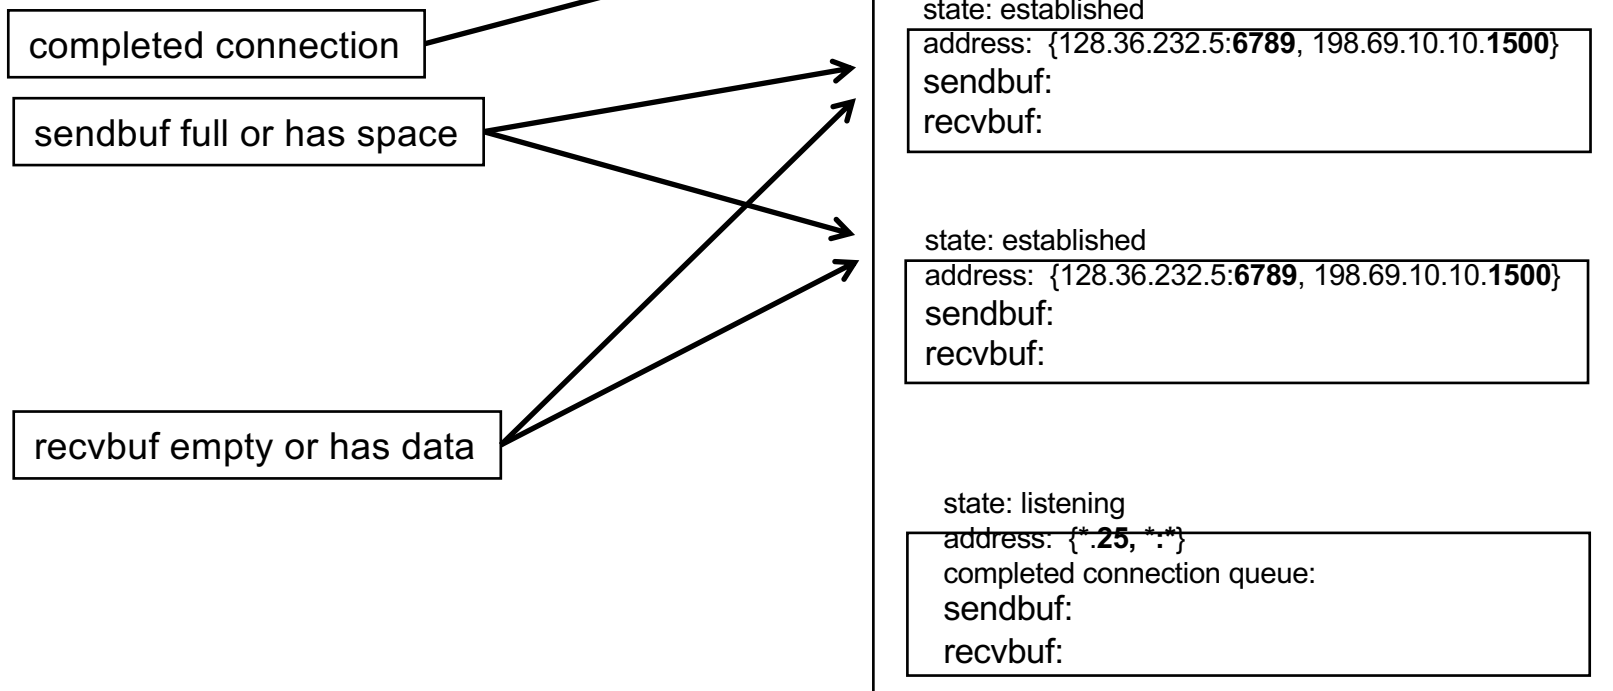 completed connection
sendbuf full or has space
recvbuf empty or has data
state: established
address: {128.36.232.5:6789, 198.69.10.10.1500}
sendbuf:
recvbuf:
state: established
address: {128.36.232.5:6789, 198.69.10.10.1500}
sendbuf:
recvbuf:
state: listening
address: {*.25, *:*}
completed connection queue:
sendbuf:
recvbuf: